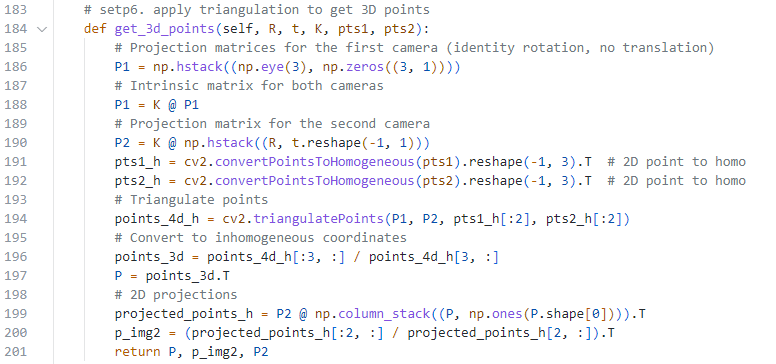 183 # setp6. apply triangulation to get 3D points
184 def get_3d_points(self, R, t, K, pts1, pts2):
185 # Projection matrices for the first camera (identity rotation, no translation)
186 P1 = np.hstack((np.eye(3), np.zeros((3, 1))))
187 # Intrinsic matrix for both cameras
188 P1 = K @ P1
189 # Projection matrix for the second camera
190 P2 = K @ np.hstack((R, t.reshape(-1, 1)))
191 pts1_h = cv2.convertPointsToHomogeneous(pts1).reshape(-1, 3).T  # 2D point to homo
192 pts2_h = cv2.convertPointsToHomogeneous(pts2).reshape(-1, 3).T  # 2D point to homo
193 # Triangulate points
194 points_4d_h = cv2.triangulatePoints(P1, P2, pts1_h[:2], pts2_h[:2])
195 # Convert to inhomogeneous coordinates
196 points_3d = points_4d_h[:3, :] / points_4d_h[3, :]
197 P = points_3d.T
198 # 2D projections
199 projected_points_h = P2 @ np.column_stack((P, np.ones(P.shape[0]))).T
200 p_img2 = (projected_points_h[:2, :] / projected_points_h[2, :]).T
201 return P, p_img2, P2